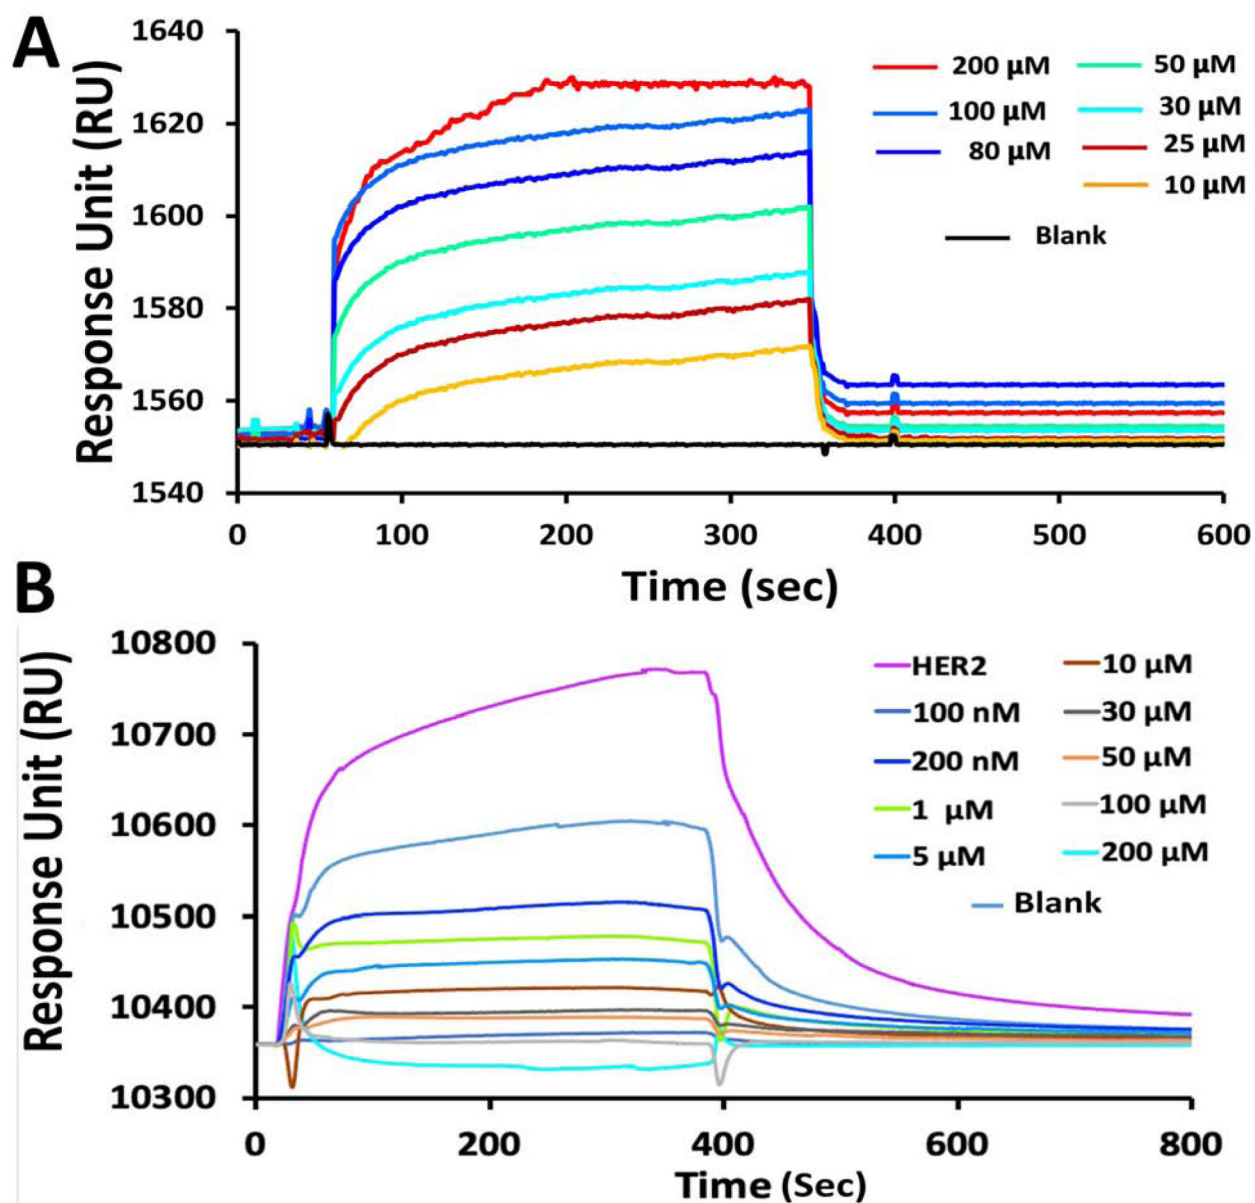 A
Response Unit (RU)
1640
1620
1600
1580
1560
1540
200 µM
50 µM
100 µM
30 µM
80 µM
25 µM
10 µM
Blank
0 100 200 300 400 500 600
Time (sec)
B
Response Unit (RU)
10800
10700
10600
10500
10400
10300
HER2
10 µM
100 nM
30 µM
200 nM
50 µM
1 µM
100 µM
5 µM
200 µM
Blank
0 200 400 600 800
Time (Sec)